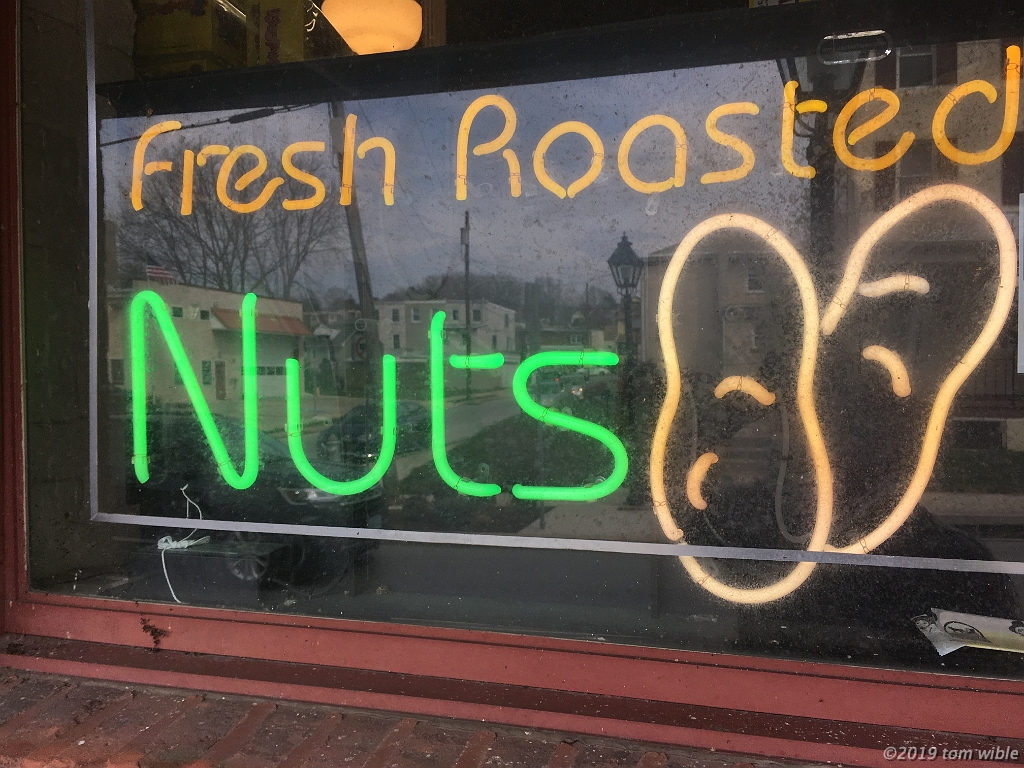 Fresh Roasted
Nuts
©2019 tom wible